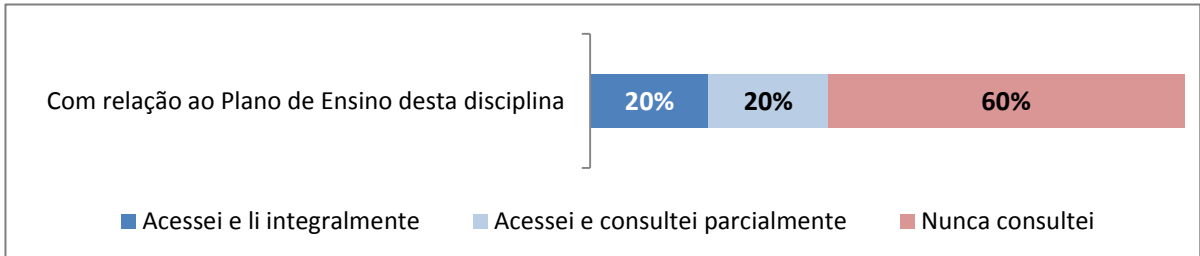 Com relação ao Plano de Ensino desta disciplina
20% 20% 60%
Acessei e li integralmente Acessei e consultei parcialmente Nunca consultei